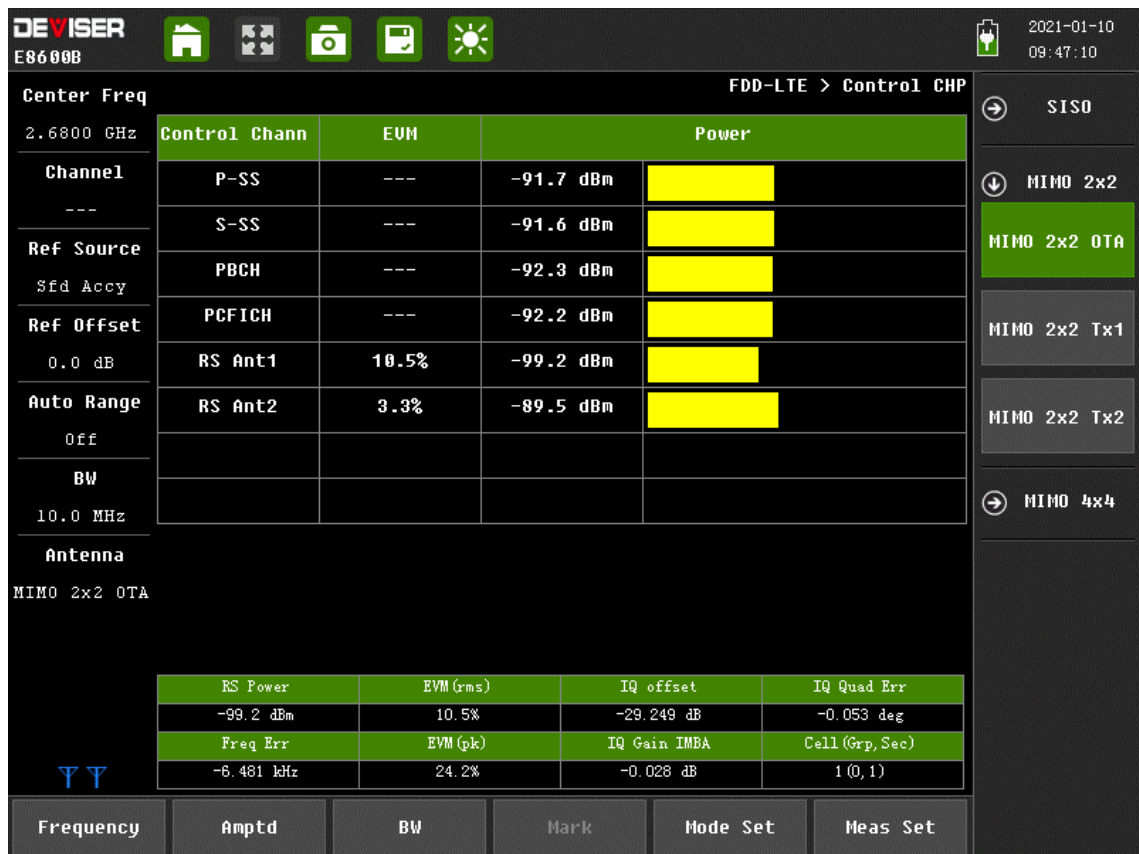 DEVISER
E8600B
2021-01-10
09:47:10
FDD-LTE > Control CHP
Center Freq
2.6800 GHz
Channel
---
Ref Source
Sfd Accy
Ref Offset
0.0 dB
Auto Range
Off
BW
10.0 MHz
Antenna
MIMO 2x2 OTA
Control Chann EVM Power
P-SS --- -91.7 dBm
S-SS --- -91.6 dBm
PBCH --- -92.3 dBm
PCFICH --- -92.2 dBm
RS Ant1 10.5% -99.2 dBm
RS Ant2 3.3% -89.5 dBm
RS Power EVM(rms) IQ offset IQ Quad Err
-99.2 dBm 10.5% -29.249 dB -0.053 deg
Freq Err EVM(pk) IQ Gain IMBA Cell(Grp,Sec)
-6.481 kHz 24.2% -0.028 dB 1(0,1)
SISO
MIMO 2x2
MIMO 2x2 OTA
MIMO 2x2 Tx1
MIMO 2x2 Tx2
MIMO 4x4
Frequency Amptd BW Mark Mode Set Meas Set